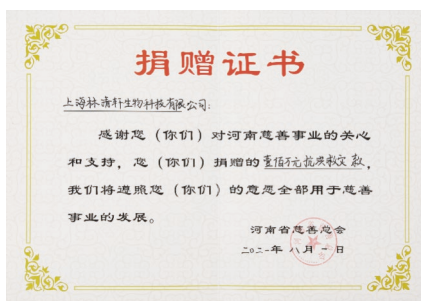 捐赠证书
上海林清轩生物科技有限公司:
感谢您（你们）对河南慈善事业的关心
和支持，您（你们）捐赠的壹佰万元抗洪救灾 款，
我们将遵照您（你们）的意愿全部用于慈善
事业的发展。
河南省慈善总会
二〇二一年 八 月 一 日